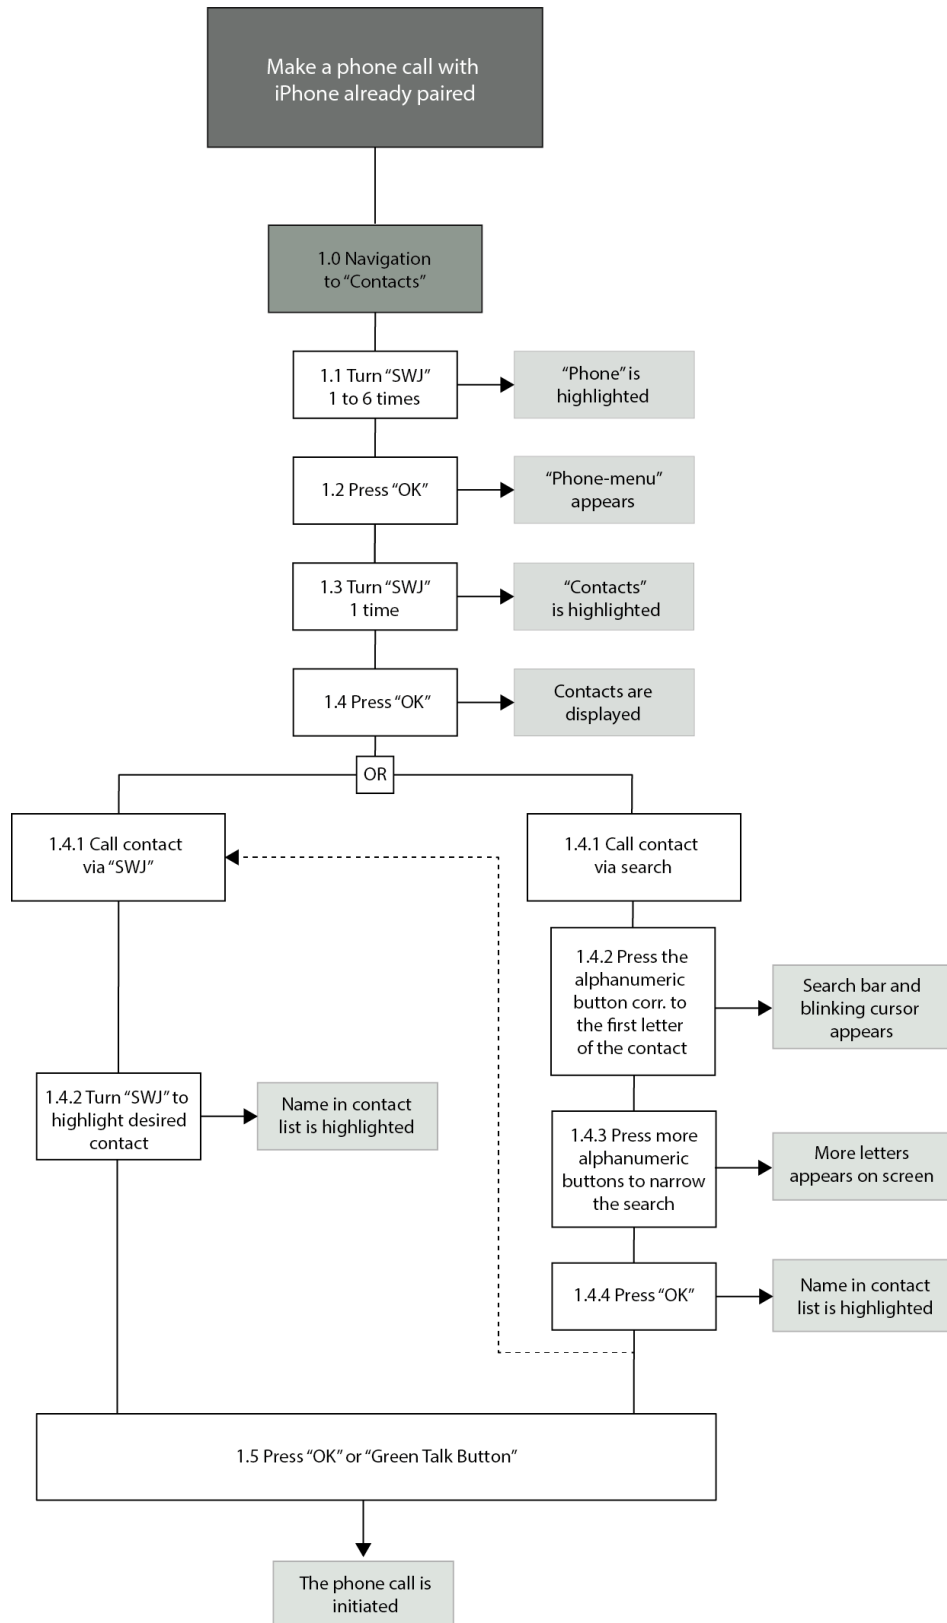 Make a phone call with
iPhone already paired
1.0 Navigation
to “Contacts”
1.1 Turn “SWJ”
1 to 6 times
“Phone” is
highlighted
1.2 Press “OK”
“Phone-menu”
appears
1.3 Turn “SWJ”
1 time
“Contacts”
is highlighted
1.4 Press “OK”
Contacts are
displayed
OR
1.4.1 Call contact
via “SWJ”
1.4.2 Turn “SWJ” to
highlight desired
contact
Name in contact
list is highlighted
1.4.1 Call contact
via search
1.4.2 Press the
alphanumeric
button corr. to
the first letter
of the contact
Search bar and
blinking cursor
appears
1.4.3 Press more
alphanumeric
buttons to narrow
the search
More letters
appears on screen
1.4.4 Press “OK”
Name in contact
list is highlighted
1.5 Press “OK” or “Green Talk Button”
The phone call is
initiated